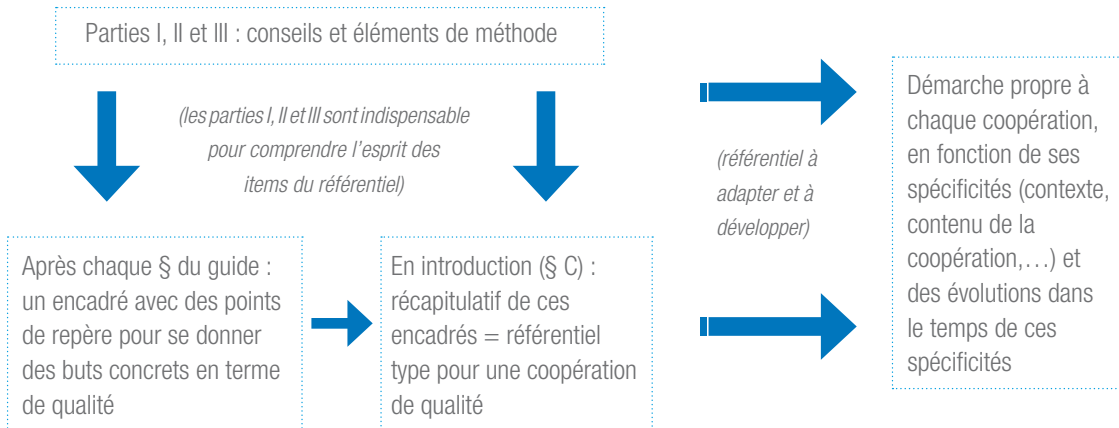 Parties I, II et III : conseils et éléments de méthode
(les parties I, II et III sont indispensable
pour comprendre l'esprit des
items du référentiel)
Après chaque § du guide :
un encadré avec des points
de repère pour se donner
des buts concrets en terme
de qualité
En introduction (§ C) :
récapitulatif de ces
encadrés = référentiel
type pour une coopération
de qualité
(référentiel à
adapter et à
développer)
Démarche propre à
chaque coopération,
en fonction de ses
spécificités (contexte,
contenu de la
coopération,…) et
des évolutions dans
le temps de ces
spécificités